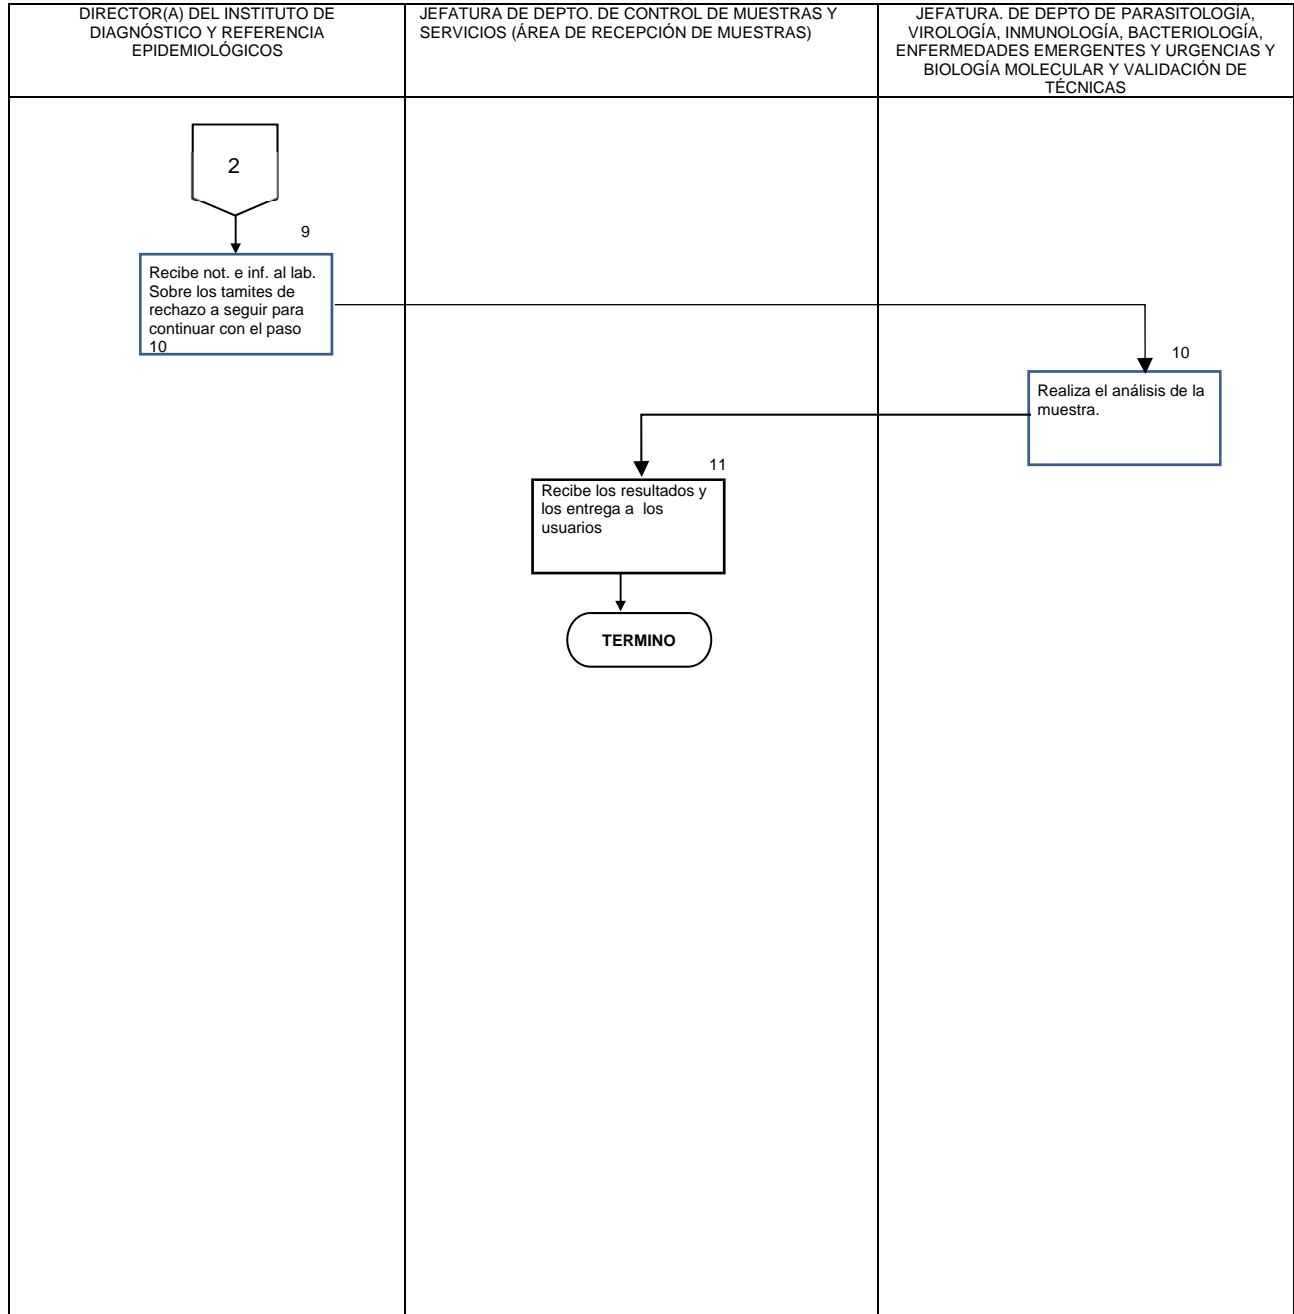 DIRECTOR(A) DEL INSTITUTO DE
DIAGNÓSTICO Y REFERENCIA
EPIDEMIOLÓGICOS
JEFATURA DE DEPTO. DE CONTROL DE MUESTRAS Y
SERVICIOS (ÁREA DE RECEPCIÓN DE MUESTRAS)
JEFATURA. DE DEPTO DE PARASITOLOGÍA,
VIROLOGÍA, INMUNOLOGÍA, BACTERIOLOGÍA,
ENFERMEDADES EMERGENTES Y URGENCIAS Y
BIOLOGÍA MOLECULAR Y VALIDACIÓN DE
TÉCNICAS
2
9
Recibe not. e inf. al lab.
Sobre los tamites de
rechazo a seguir para
continuar con el paso
10
10
Realiza el análisis de la
muestra.
11
Recibe los resultados y
los entrega a los
usuarios
TERMINO